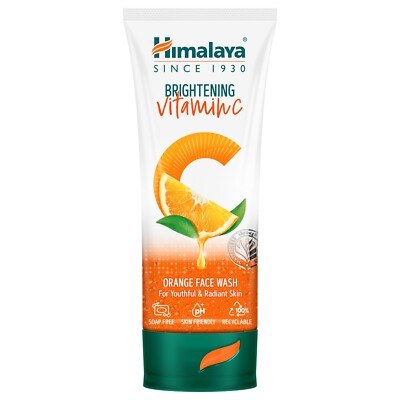 Himalaya
SINCE 1930
BRIGHTENING
Vitamin C
ORANGE FACE WASH
For Youthful & Radiant Skin
pH
100%
SOAP FREE SKIN FRIENDLY RECYCLABLE